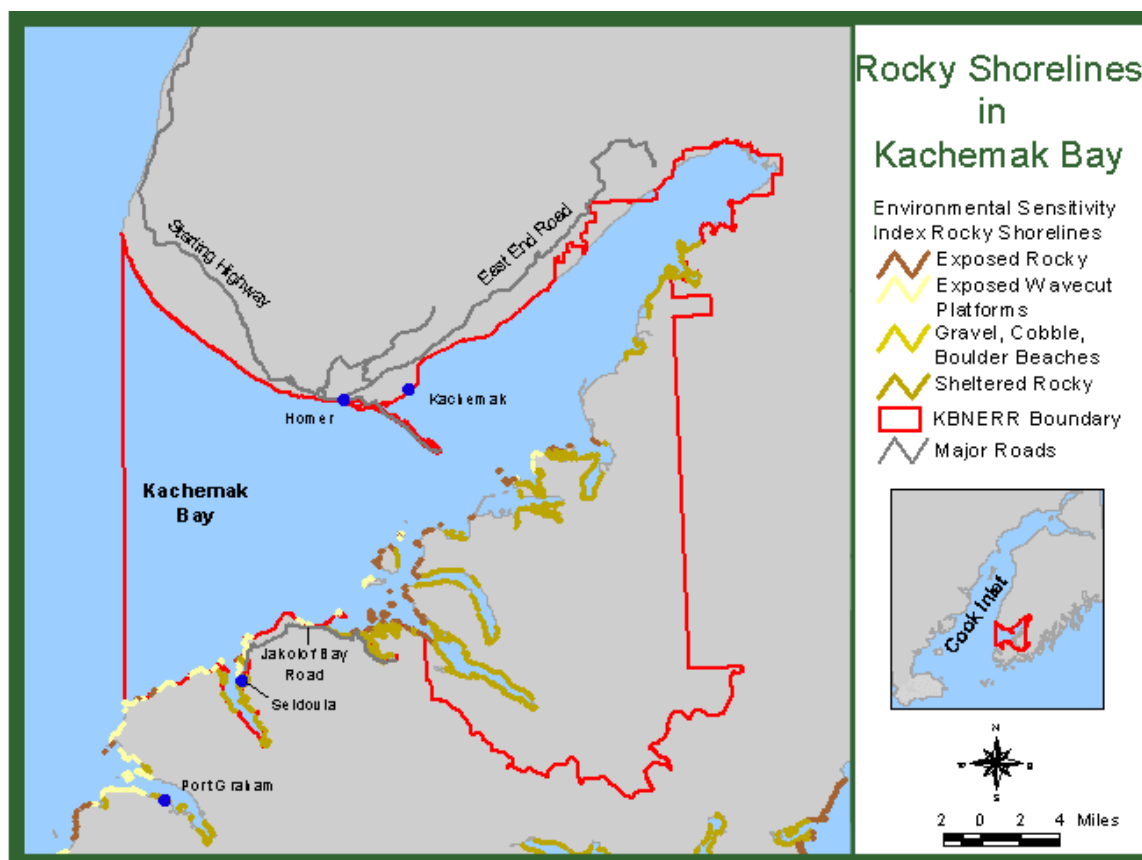 Rocky Shorelines
in
Kachemak Bay
Environmental Sensitivity
Index Rocky Shorelines
Exposed Rocky
Exposed Wavecut
Platforms
Gravel, Cobble,
Boulder Beaches
Sheltered Rocky
KBNERR Boundary
Major Roads
Starting Highway
East End Road
Kachemak
Homer
Kachemak
Bay
Jakolof Bay
Road
Seldoula
Port Graham
Cook Inlet
N
S
2 0 2 4 Miles